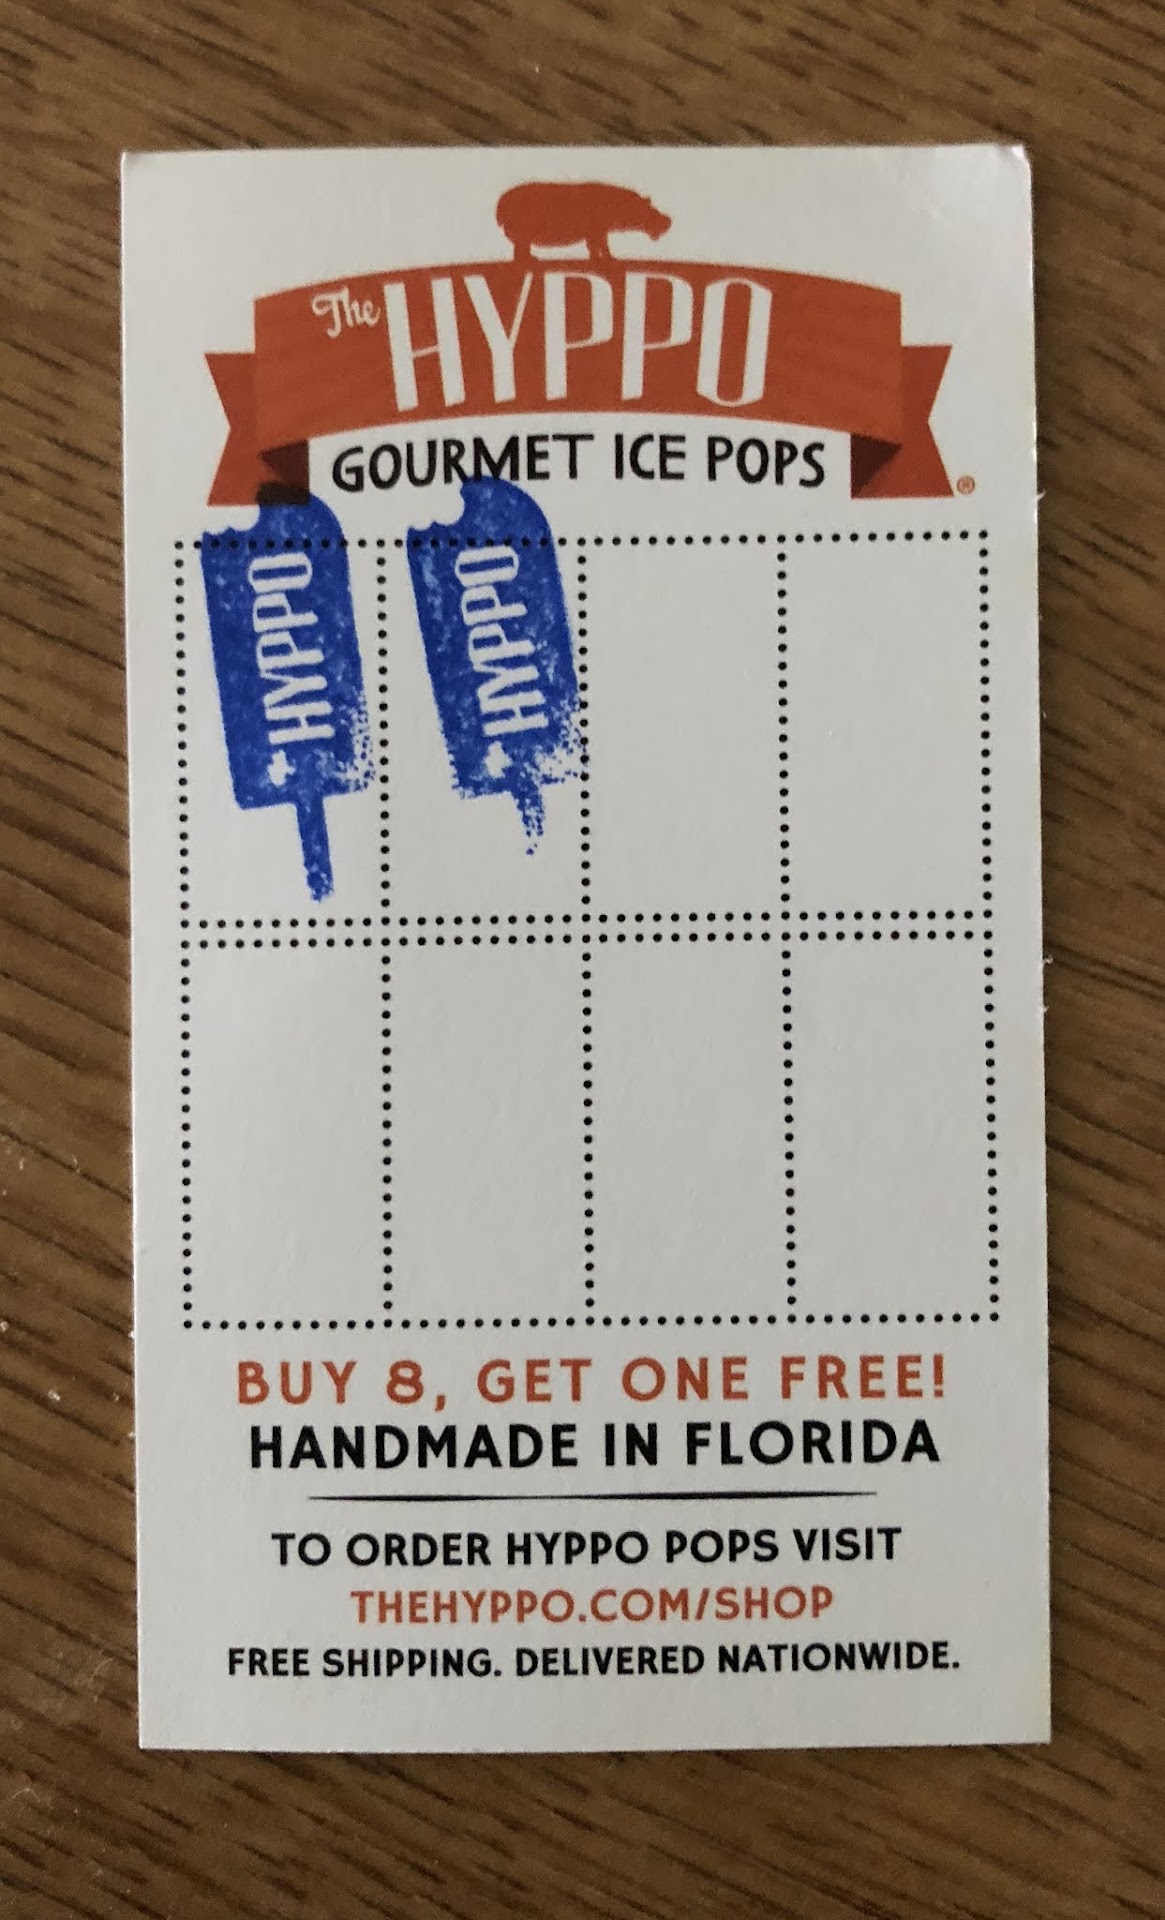 The HYPPO
GOURMET ICE POPS
®
HYPPO
HYPPO
BUY 8, GET ONE FREE!
HANDMADE IN FLORIDA
TO ORDER HYPPO POPS VISIT
THEHYPPO.COM/SHOP
FREE SHIPPING. DELIVERED NATIONWIDE.